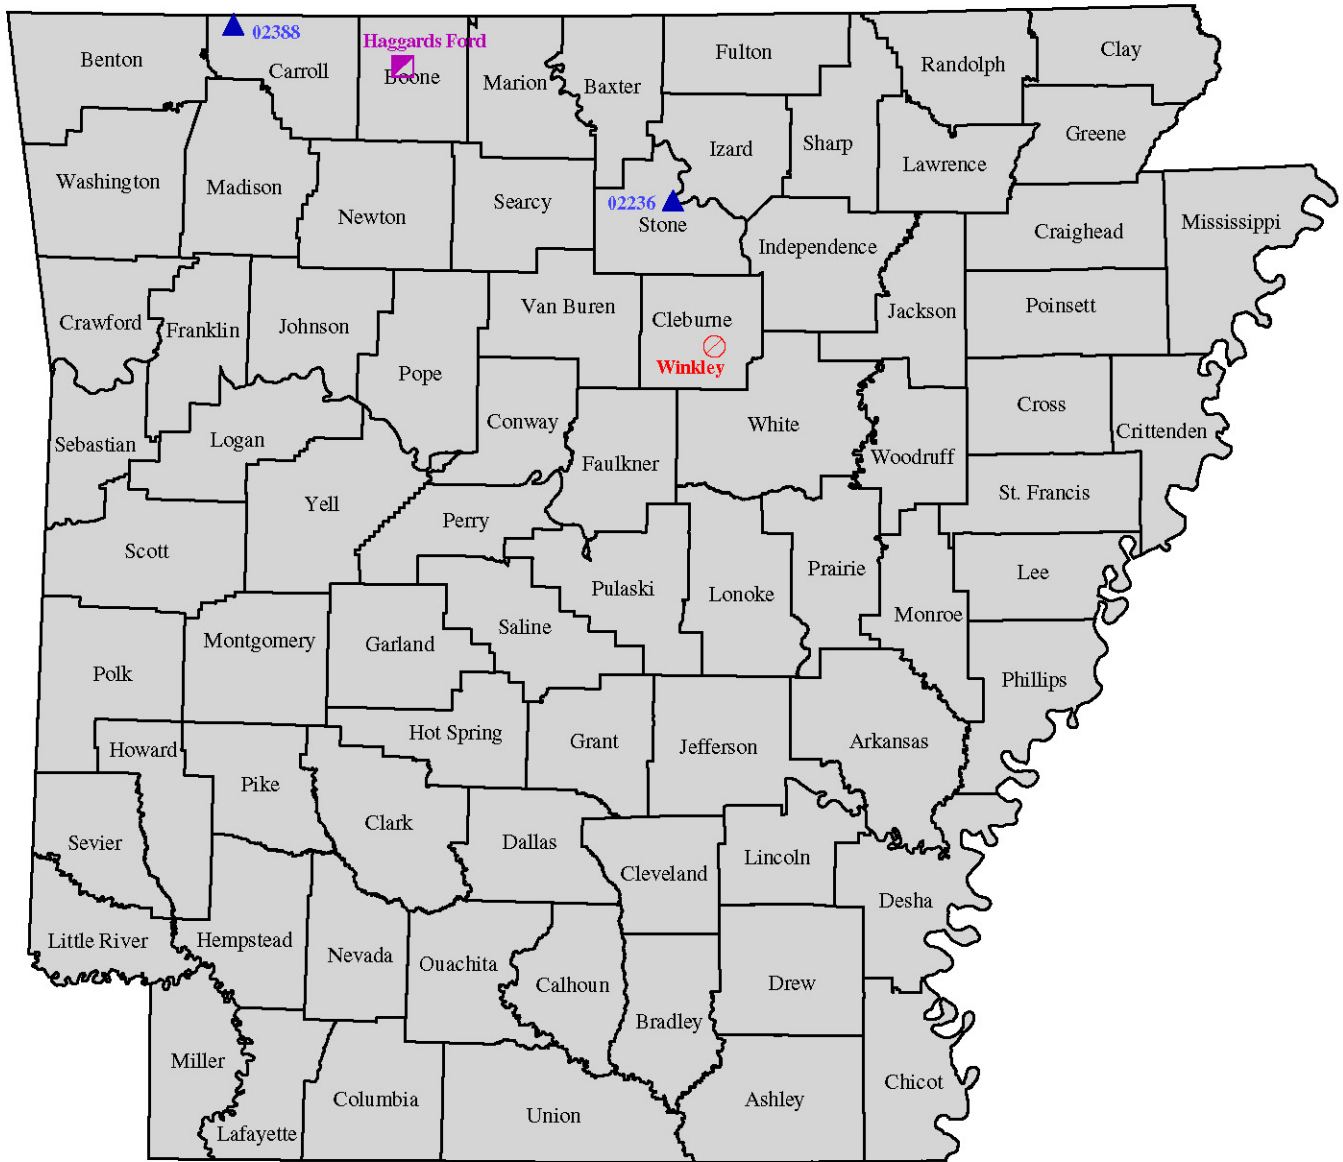 02388
Haggards Ford
Benton
Carroll
Boone
Marion
Baxter
Fulton
Randolph
Clay
Washington
Madison
Newton
Searcy
02236
Stone
Izard
Sharp
Lawrence
Greene
Independence
Craighead
Mississippi
Crawford
Franklin
Johnson
Pope
Van Buren
Cleburne
Winkley
Jackson
Poinsett
Sebastian
Logan
Conway
Faulkner
White
Woodruff
Cross
Crittenden
Scott
Yell
Perry
Pulaski
Lonoke
Prairie
Monroe
St. Francis
Lee
Polk
Montgomery
Garland
Saline
Phillips
Howard
Pike
Hot Spring
Grant
Jefferson
Arkansas
Sevier
Clark
Dallas
Cleveland
Lincoln
Desha
Little River
Hempstead
Nevada
Ouachita
Calhoun
Bradley
Drew
Miller
Lafayette
Columbia
Union
Ashley
Chicot